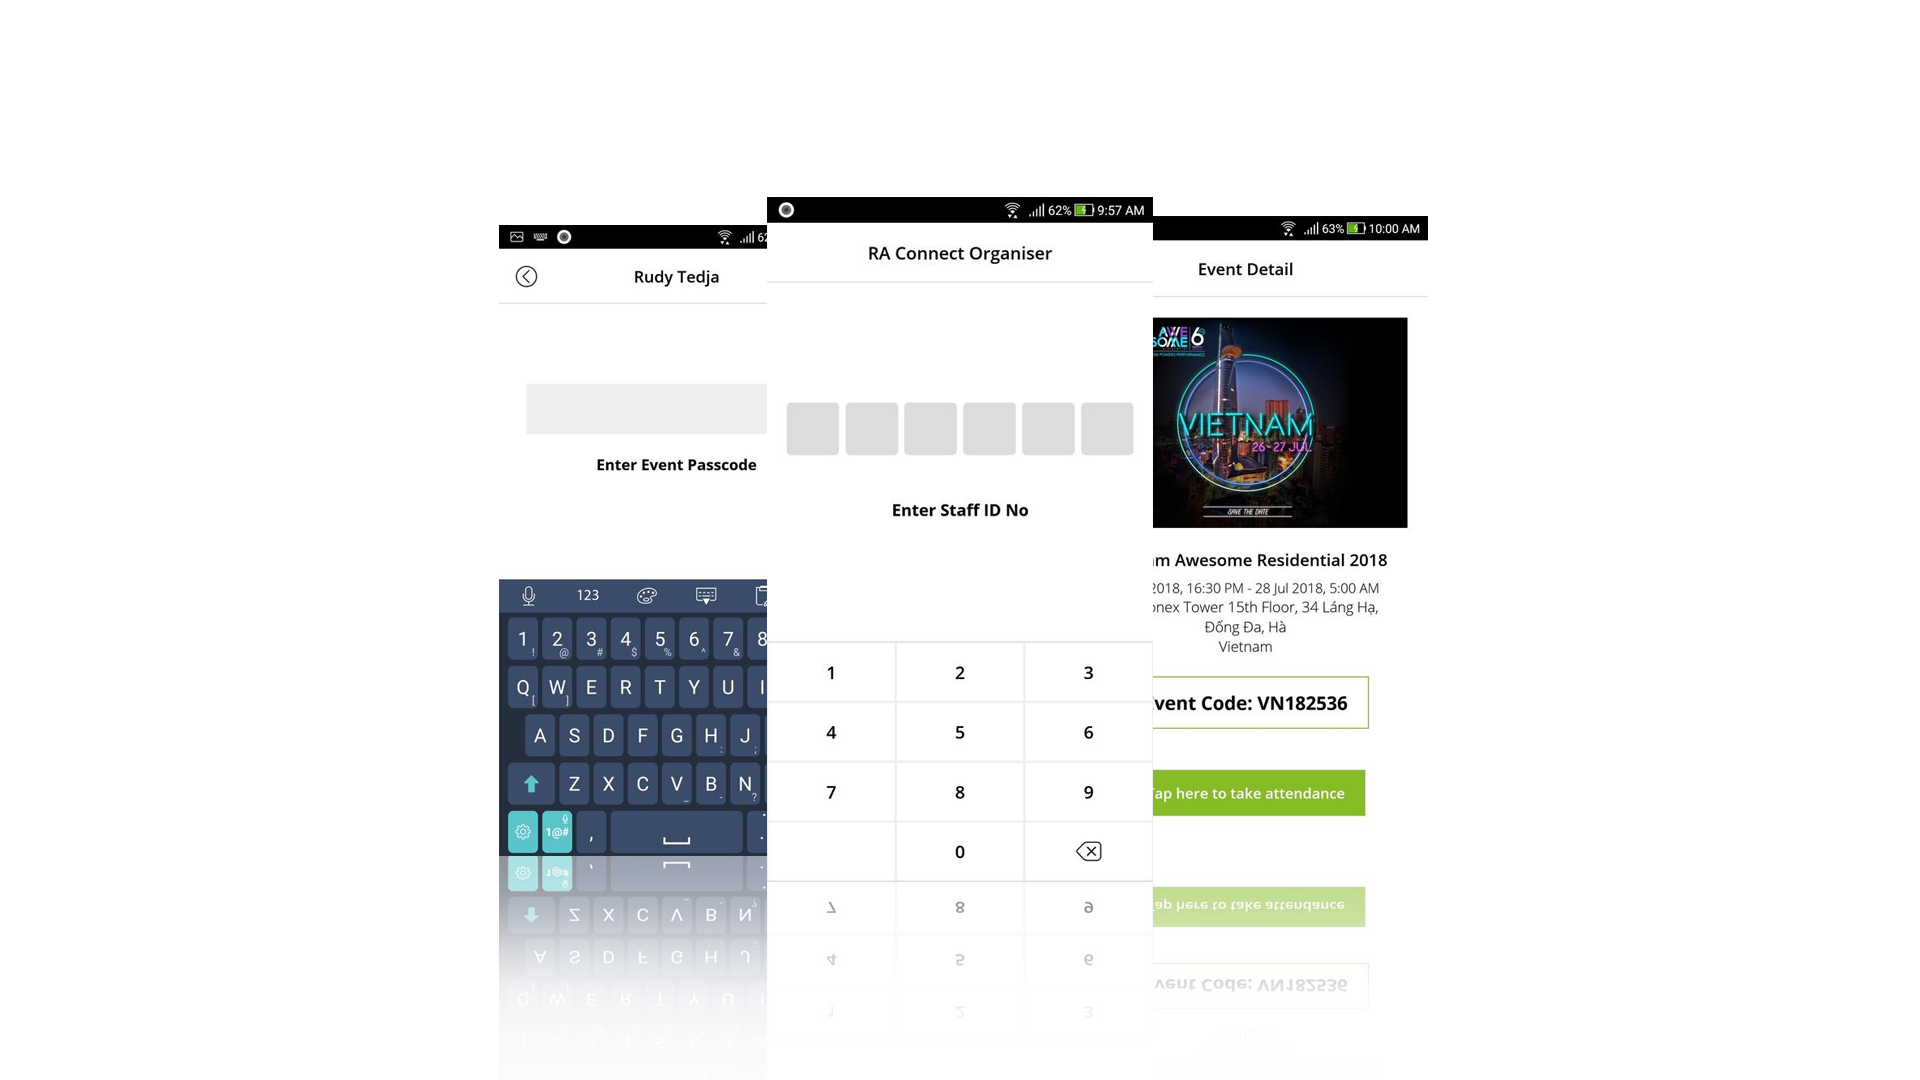 62
Rudy Tedja
Enter Event Passcode
123
1 2 3 4 5 6 7 8
! @ # $ % ^ &
Q W E R T Y U I
[ ]
A S D F G H J
: ;
Z X C V B N
_ - ?
1@# , .
62% 9:57 AM
RA Connect Organiser
Enter Staff ID No
1 2 3
4 5 6
7 8 9
0
63% 10:00 AM
Event Detail
AWE
SOME 6
VIETNAM
26-27 JUL
SAVE THE DATE
m Awesome Residential 2018
2018, 16:30 PM - 28 Jul 2018, 5:00 AM
onex Tower 15th Floor, 34 Láng Hạ,
Đống Đa, Hà
Vietnam
Event Code: VN182536
Tap here to take attendance